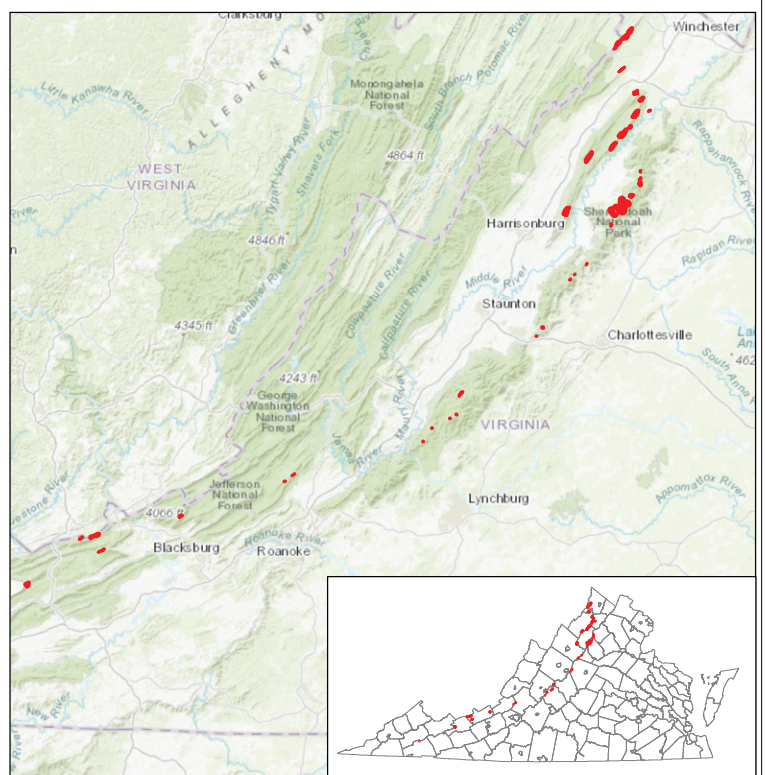 Clarksburg
Winchester
ALLEGHENY MO
Little Kanawha River
Monongahela
National
Forest
South Branch Potomac River
Tygart Valley River
Shavers Fork
Rappahannock River
4864 ft
WEST
VIRGINIA
River
Harrisonburg
Shenandoah
National
Park
4846 ft
Rapidan River
Greenbrier River
Cowpasture River
Calfpasture River
Middle River
Staunton
4345 ft
Charlottesville
South Anna R
462
4243 ft
George
Washington
National
Forest
Maury River
VIRGINIA
James
River
Jefferson
National
Forest
4066 ft
Lynchburg
Appomattox River
uestone River
Blacksburg
Roanoke River
Roanoke
New River